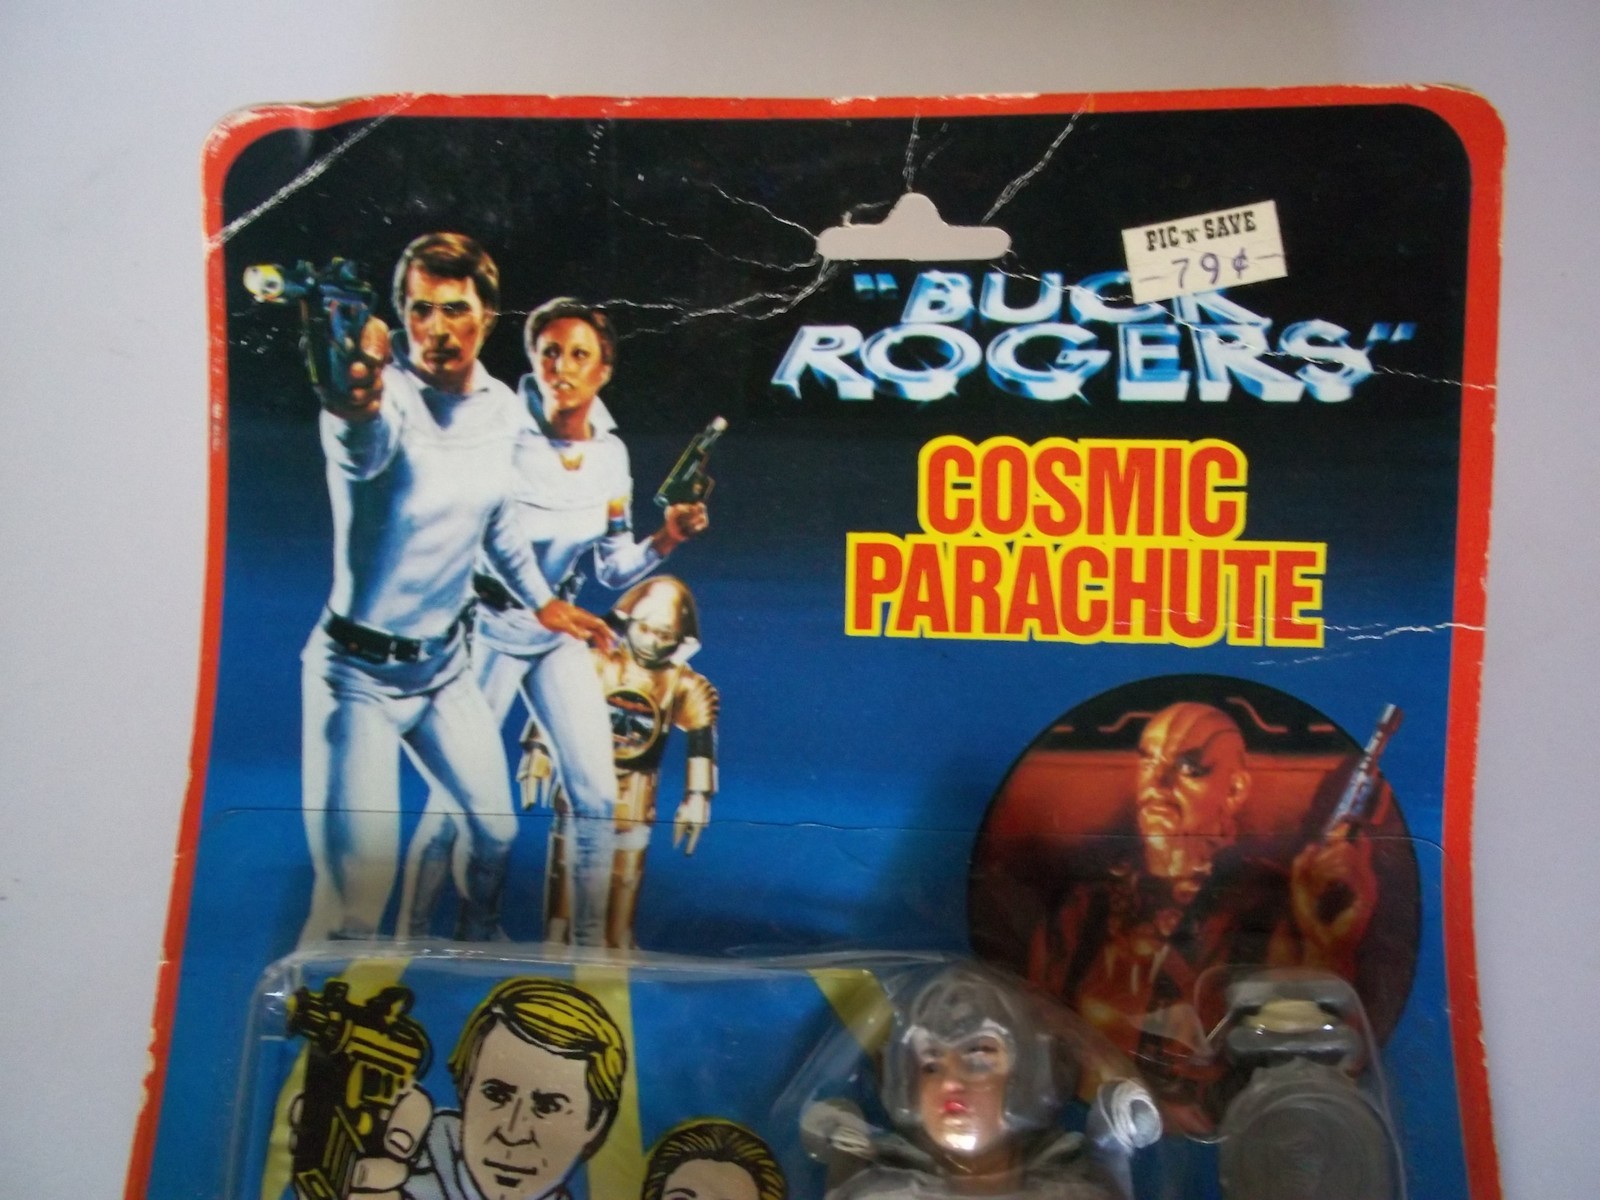 PIC 'N' SAVE
79¢
"BUCK
ROGERS"
COSMIC
PARACHUTE